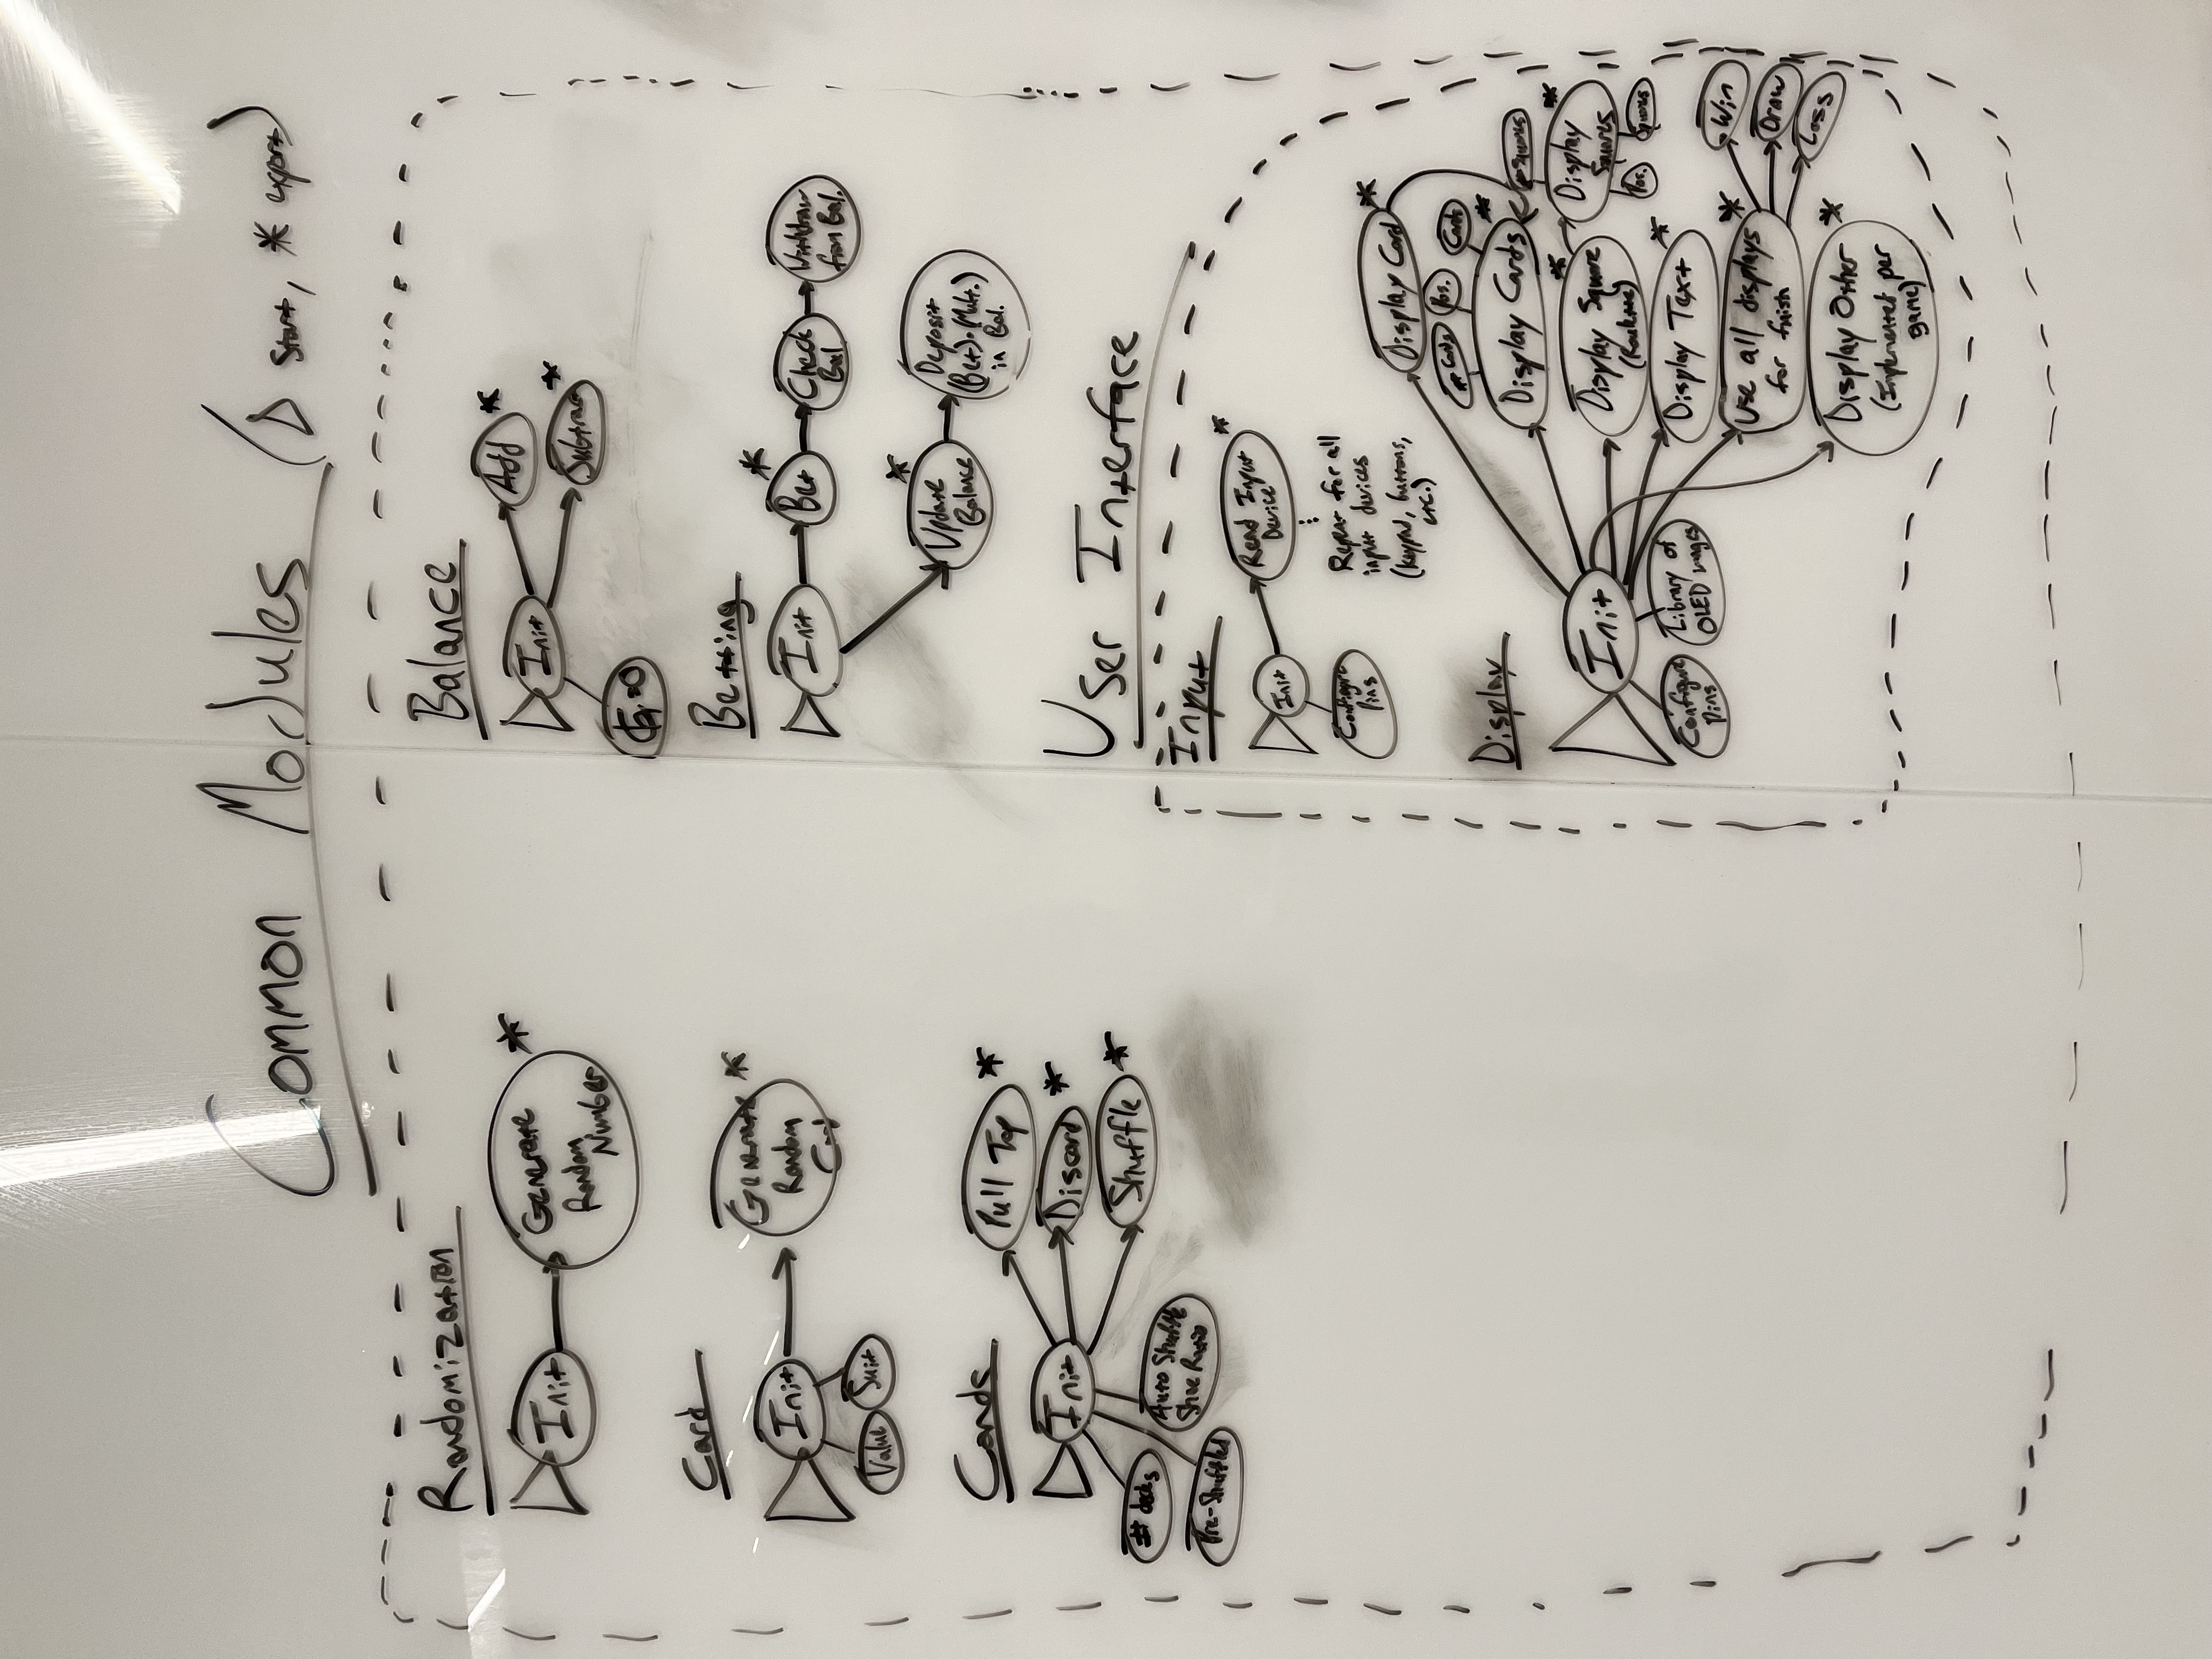 Common Modules (▷ Start, * export)
Randomization
Init
Generate *
Random
Number
Card
Init
Generate *
Random
Card
Value
Suit
Cards
Init
Pull Top *
Discard *
Shuffle *
# decks
Auto Shuffle
Shoe Ratio
Pre-Shuffled
Balance
Init
Add *
Subtract *
=0
Betting
Init
Bet *
Check
Bal.
Withdraw
from Bal.
Update *
Balance
Deposit
(Bet)·(Mult.)
in Bal.
User Interface
Input
Init
Read Input *
Device
Configure
Pins
Repeat for all
input devices
(keypad, buttons,
etc.)
Display
Init
Configure
Pins
Library of
OLED images
Display Card *
# Cards
Pos.
Cards
Display Cards *
# Squares
Display Square *
(Roulette)
Display *
Squares
Pos.
Squares
Display Text *
Use all displays *
for finish
Win
Draw
Loss
Display Other *
(Implemented per
game)